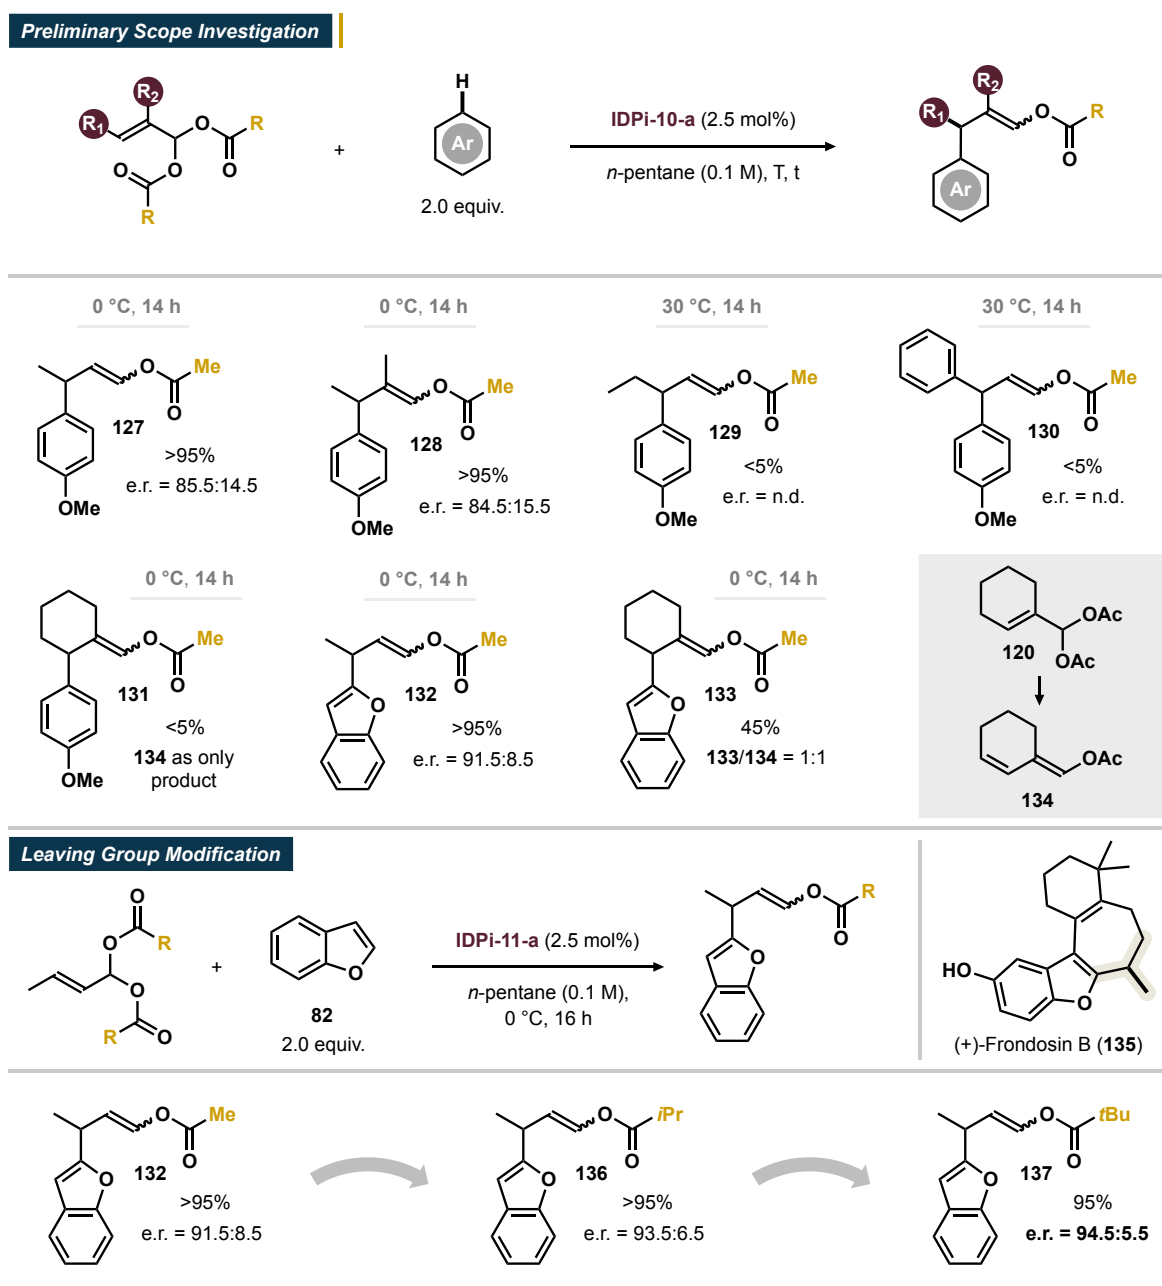 Preliminary Scope Investigation
R1
R2
O
R
O
O
O
R
+
H
Ar
2.0 equiv.
IDPi-10-a (2.5 mol%)
n-pentane (0.1 M), T, t
R1
R2
O
R
O
Ar
0 °C, 14 h
0 °C, 14 h
30 °C, 14 h
30 °C, 14 h
O
Me
O
127
>95%
e.r. = 85.5:14.5
OMe
O
Me
O
128
>95%
e.r. = 84.5:15.5
OMe
O
Me
O
129
<5%
e.r. = n.d.
OMe
O
Me
O
130
<5%
e.r. = n.d.
OMe
0 °C, 14 h
0 °C, 14 h
0 °C, 14 h
O
Me
O
131
<5%
134 as only
product
OMe
O
Me
O
132
O
>95%
e.r. = 91.5:8.5
O
Me
O
133
O
45%
133/134 = 1:1
OAc
120
OAc
OAc
134
Leaving Group Modification
O
R
O
O
R
O
+
O
82
2.0 equiv.
IDPi-11-a (2.5 mol%)
n-pentane (0.1 M),
0 °C, 16 h
O
R
O
O
HO
O
(+)-Frondosin B (135)
O
Me
O
132
O
>95%
e.r. = 91.5:8.5
O
iPr
O
136
O
>95%
e.r. = 93.5:6.5
O
tBu
O
137
O
95%
e.r. = 94.5:5.5